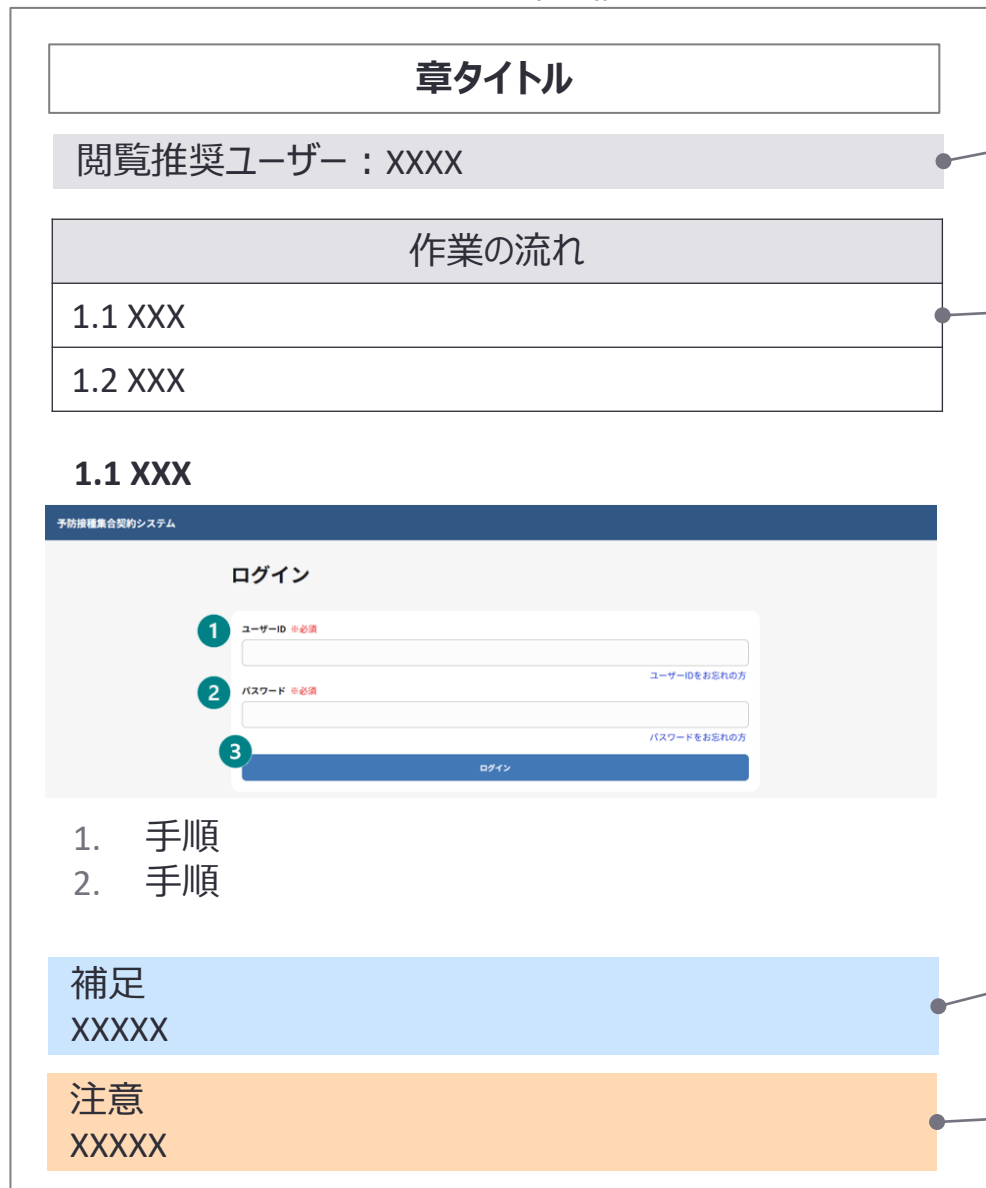 章タイトル
閲覧推奨ユーザー：XXXX
作業の流れ
1.1 XXX
1.2 XXX
1.1 XXX
予防接種集合契約システム
ログイン
1 ユーザーID ※必須
ユーザーIDをお忘れの方
2 パスワード ※必須
パスワードをお忘れの方
3
ログイン
1. 手順
2. 手順
補足
XXXXX
注意
XXXXX